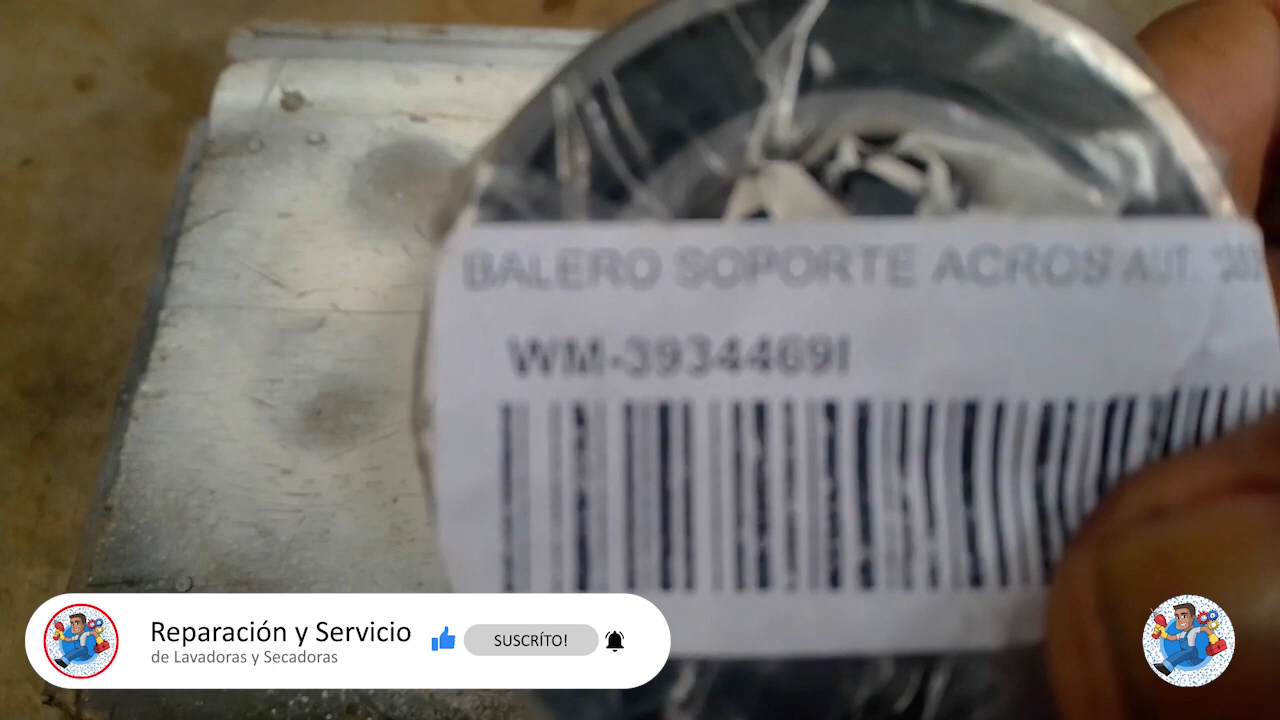 BALERO SOPORTE ACROS AUT.
WM-3934469I
Reparación y Servicio
de Lavadoras y Secadoras
SUSCRÍTO!